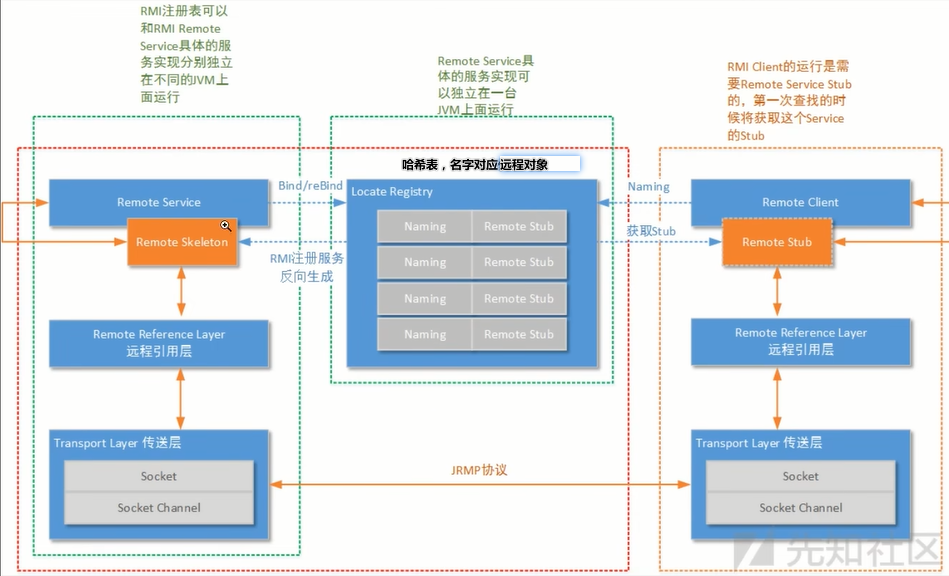 RMI注册表可以
和RMI Remote
Service具体的服
务实现分别独立
在不同的JVM上
面运行
Remote Service具
体的服务实现可
以独立在一台
JVM上面运行
RMI Client的运行是需
要Remote Service Stub
的，第一次查找的时
候将获取这个Service
的Stub
哈希表，名字对应远程对象
Remote Service
Remote Skeleton
Bind/reBind
RMI注册服务
反向生成
Locate Registry
Naming Remote Stub
Naming Remote Stub
Naming Remote Stub
Naming Remote Stub
Naming
获取Stub
Remote Client
Remote Stub
Remote Reference Layer
远程引用层
Remote Reference Layer
远程引用层
Transport Layer 传送层
Socket
Socket Channel
JRMP协议
Transport Layer 传送层
Socket
Socket Channel
先知社区